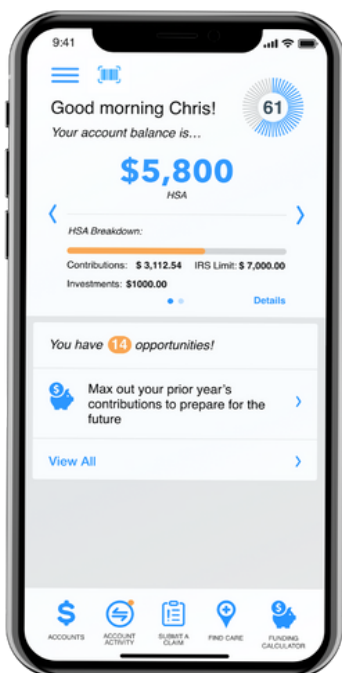 9:41
Good morning Chris!
61
Your account balance is...
$5,800
HSA
HSA Breakdown:
Contributions: $ 3,112.54 IRS Limit: $ 7,000.00
Investments: $1000.00
Details
You have 14 opportunities!
Max out your prior year's
contributions to prepare for the
future
View All
ACCOUNTS
ACCOUNT
ACTIVITY
SUBMIT A
CLAIM
FIND CARE
FUNDING
CALCULATOR